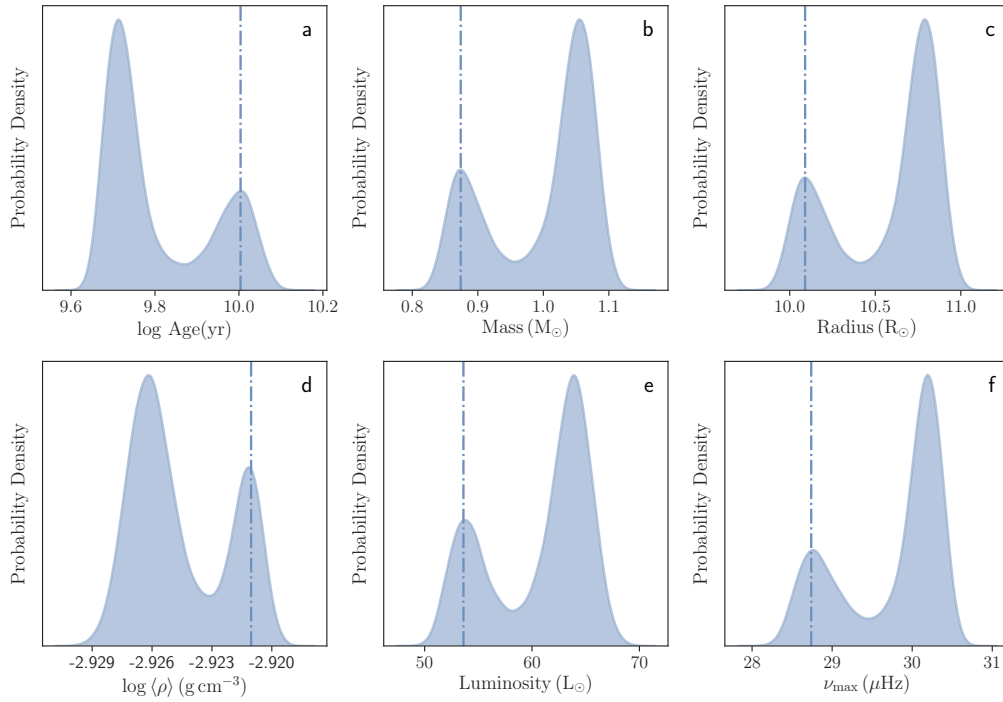 a
b
c
Probability Density
Probability Density
Probability Density
9.6 9.8 10.0 10.2
0.8 0.9 1.0 1.1
10.0 10.5 11.0
log Age(yr)
Mass (M⊙)
Radius (R⊙)
d
e
f
Probability Density
Probability Density
Probability Density
-2.929 -2.926 -2.923 -2.920
50 60 70
28 29 30 31
log ⟨ρ⟩ (g cm⁻³)
Luminosity (L⊙)
ν_max (μHz)